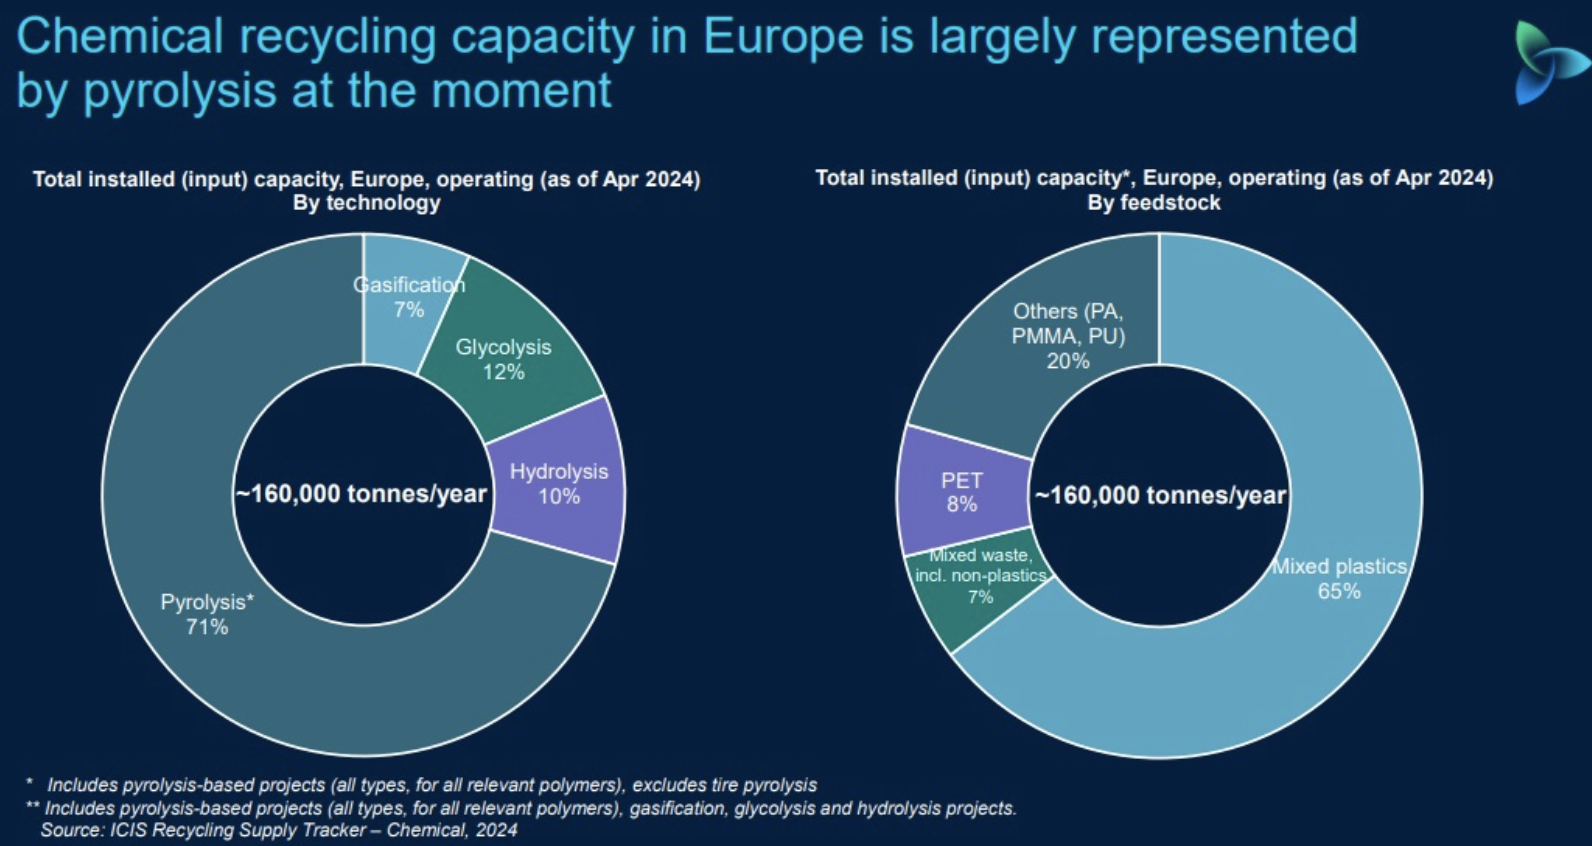 Chemical recycling capacity in Europe is largely represented
by pyrolysis at the moment
Total installed (input) capacity, Europe, operating (as of Apr 2024)
By technology
Gasification
7%
Glycolysis
12%
Hydrolysis
10%
~160,000 tonnes/year
Pyrolysis*
71%
Total installed (input) capacity*, Europe, operating (as of Apr 2024)
By feedstock
Others (PA,
PMMA, PU)
20%
PET
8%
~160,000 tonnes/year
Mixed waste,
incl. non-plastics
7%
Mixed plastics
65%
* Includes pyrolysis-based projects (all types, for all relevant polymers), excludes tire pyrolysis
** Includes pyrolysis-based projects (all types, for all relevant polymers), gasification, glycolysis and hydrolysis projects.
Source: ICIS Recycling Supply Tracker – Chemical, 2024